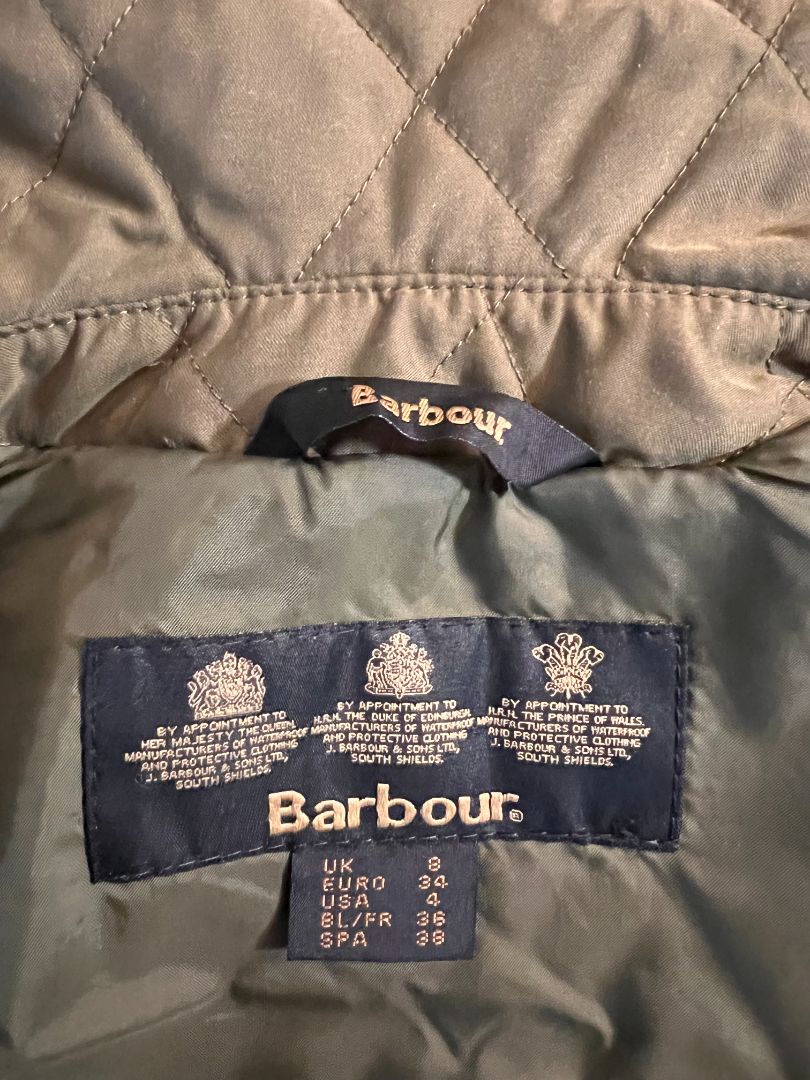 Barbour
BY APPOINTMENT TO
HER MAJESTY THE QUEEN.
MANUFACTURERS OF WATERPROOF
AND PROTECTIVE CLOTHING
J. BARBOUR & SONS LTD,
SOUTH SHIELDS.
BY APPOINTMENT TO
H.R.H. THE DUKE OF EDINBURGH
MANUFACTURERS OF WATERPROOF
AND PROTECTIVE CLOTHING
J. BARBOUR & SONS LTD,
SOUTH SHIELDS.
BY APPOINTMENT TO
H.R.H. THE PRINCE OF WALES.
MANUFACTURERS OF WATERPROOF
AND PROTECTIVE CLOTHING
J. BARBOUR & SONS LTD,
SOUTH SHIELDS.
Barbour®
UK 8
EURO 34
USA 4
BL/FR 36
SPA 38